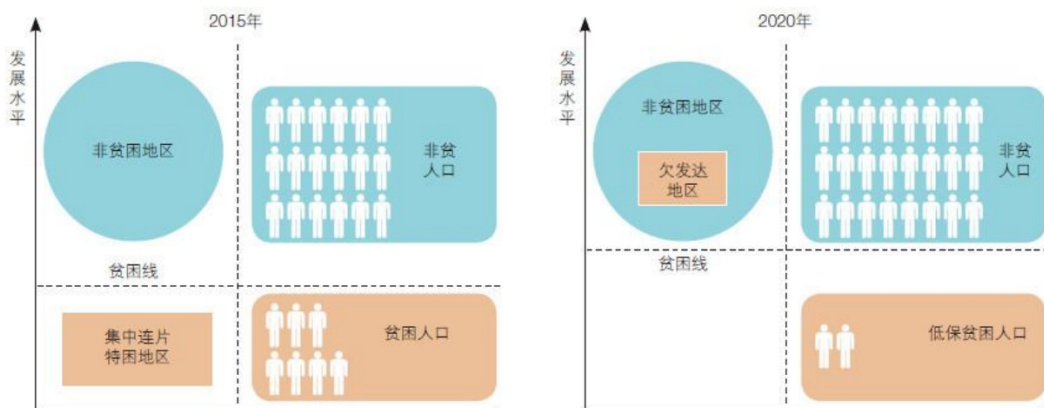 2015年
发展水平
非贫困地区
非贫
人口
贫困线
集中连片
特困地区
贫困人口
2020年
发展水平
非贫困地区
欠发达
地区
非贫
人口
贫困线
低保贫困人口